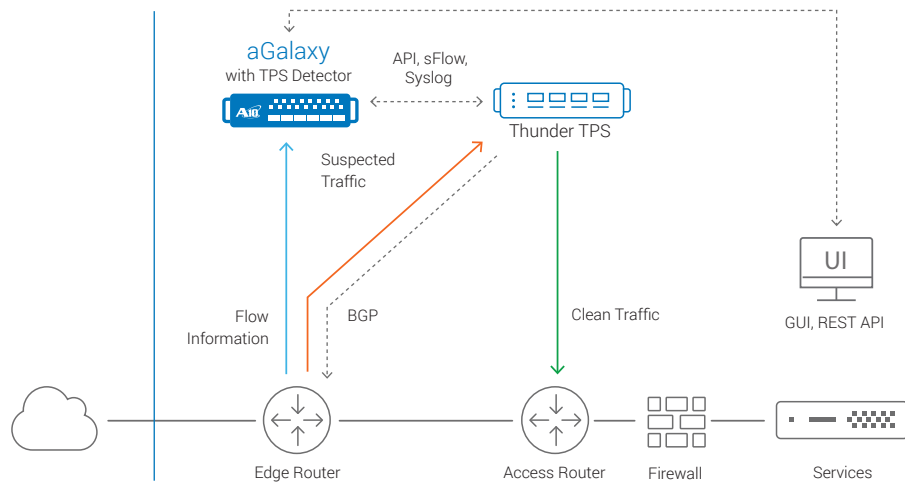 aGalaxy
with TPS Detector
A10
API, sFlow,
Syslog
Thunder TPS
Suspected
Traffic
UI
GUI, REST API
Flow
Information
BGP
Clean Traffic
Edge Router
Access Router
Firewall
Services